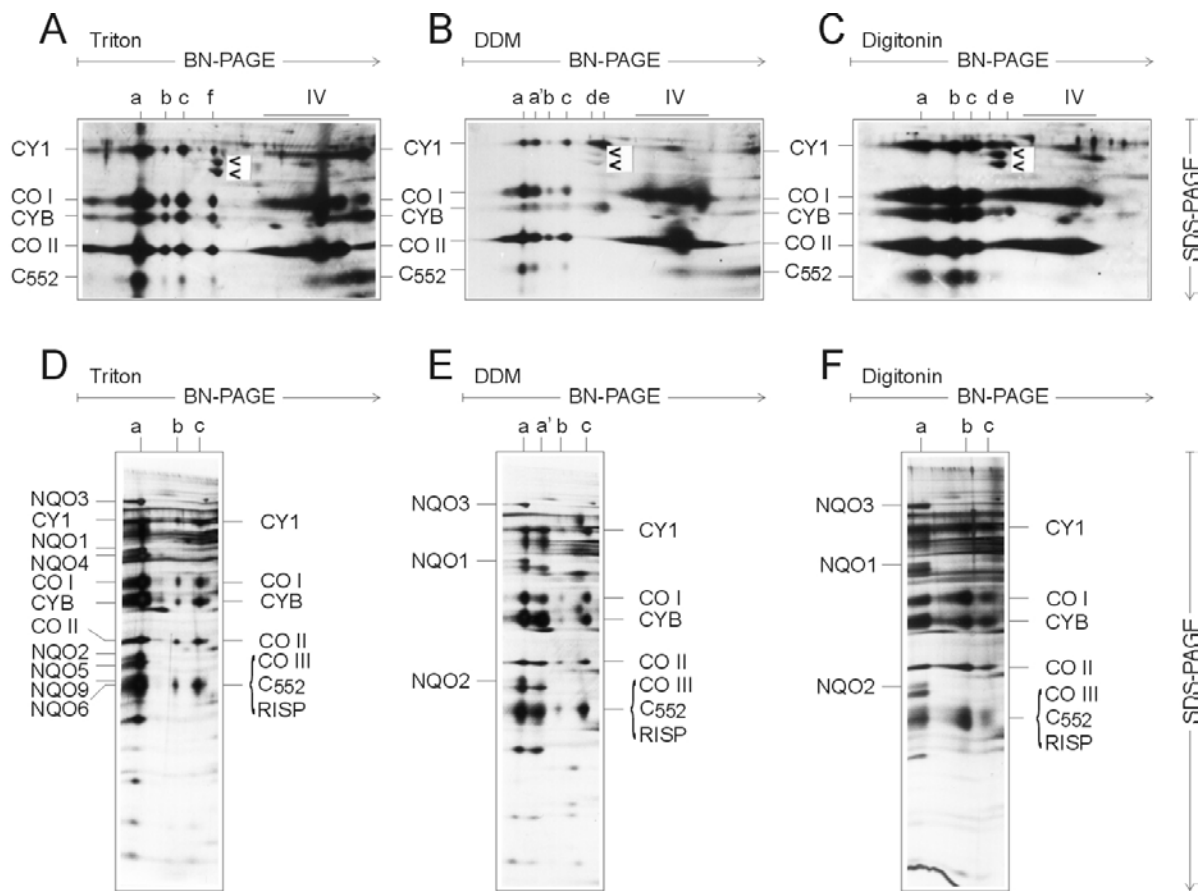 A Triton
BN-PAGE
a b c f IV
CY1
CO I
CYB
CO II
C552
<
<
B DDM
BN-PAGE
a a' b c d e IV
CY1
CO I
CYB
CO II
C552
<
<
C Digitonin
BN-PAGE
a b c d e IV
CY1
CO I
CYB
CO II
C552
<
<
SDS-PAGE
D Triton
BN-PAGE
a b c
NQO3
CY1
NQO1
NQO4
CO I
CYB
CO II
NQO2
NQO5
NQO9
NQO6
CY1
CO I
CYB
CO II
CO III
C552
RISP
E DDM
BN-PAGE
a a' b c
NQO3
NQO1
NQO2
CY1
CO I
CYB
CO II
CO III
C552
RISP
F Digitonin
BN-PAGE
a b c
NQO3
NQO1
NQO2
CY1
CO I
CYB
CO II
CO III
C552
RISP
SDS-PAGE